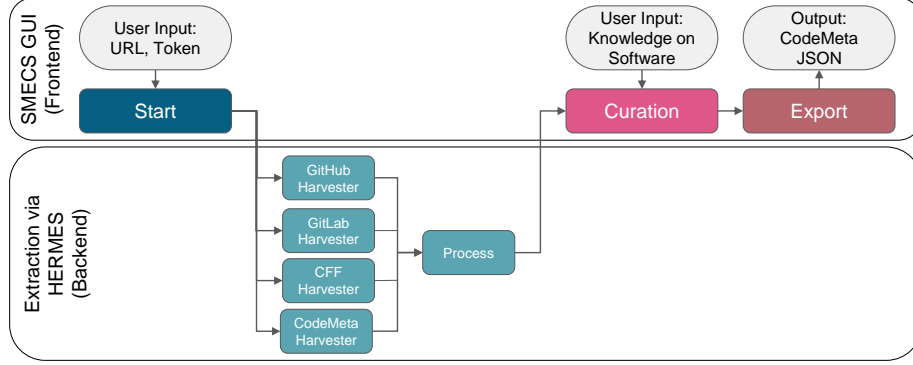 SMECS GUI
(Frontend)
User Input:
URL, Token
Start
User Input:
Knowledge on
Software
Curation
Output:
CodeMeta
JSON
Export
Extraction via
HERMES
(Backend)
GitHub
Harvester
GitLab
Harvester
CFF
Harvester
CodeMeta
Harvester
Process